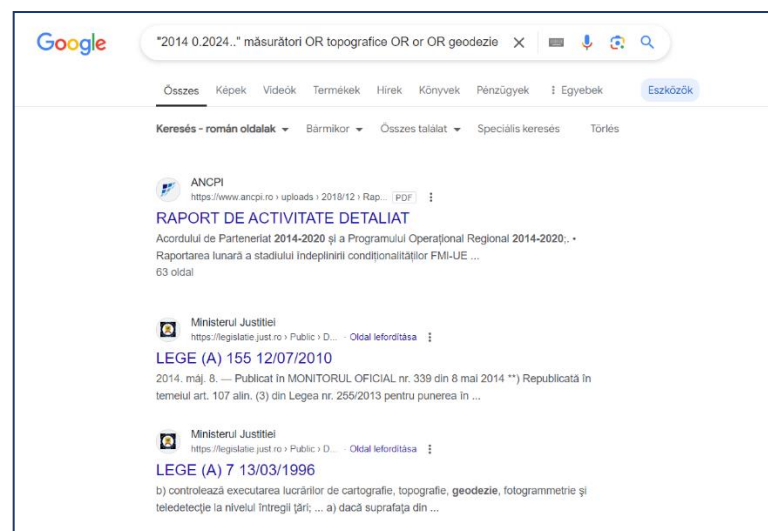 Google
"2014 0.2024.." măsurători OR topografice OR or OR geodezie
Összes Képek Videók Termékek Hírek Könyvek Pénzügyek Egyebek Eszközök
Keresés - román oldalak Bármikor Összes találat Speciális keresés Törlés
ANCPI
https://www.ancpi.ro › uploads › 2018/12 › Rap... PDF
RAPORT DE ACTIVITATE DETALIAT
Acordului de Parteneriat 2014-2020 și a Programului Operațional Regional 2014-2020;. •
Raportarea lunară a stadiului îndeplinirii condiționalităților FMI-UE ...
63 oldal
Ministerul Justitiei
https://legislatie.just.ro › Public › D... · Oldal lefordítása
LEGE (A) 155 12/07/2010
2014. máj. 8. — Publicat în MONITORUL OFICIAL nr. 339 din 8 mai 2014 **) Republicată în
temeiul art. 107 alin. (3) din Legea nr. 255/2013 pentru punerea în ...
Ministerul Justitiei
https://legislatie.just.ro › Public › D... · Oldal lefordítása
LEGE (A) 7 13/03/1996
b) controlează executarea lucrărilor de cartografie, topografie, geodezie, fotogrammetrie și
teledetecție la nivelul întregii țări; ... a) dacă suprafața din ...